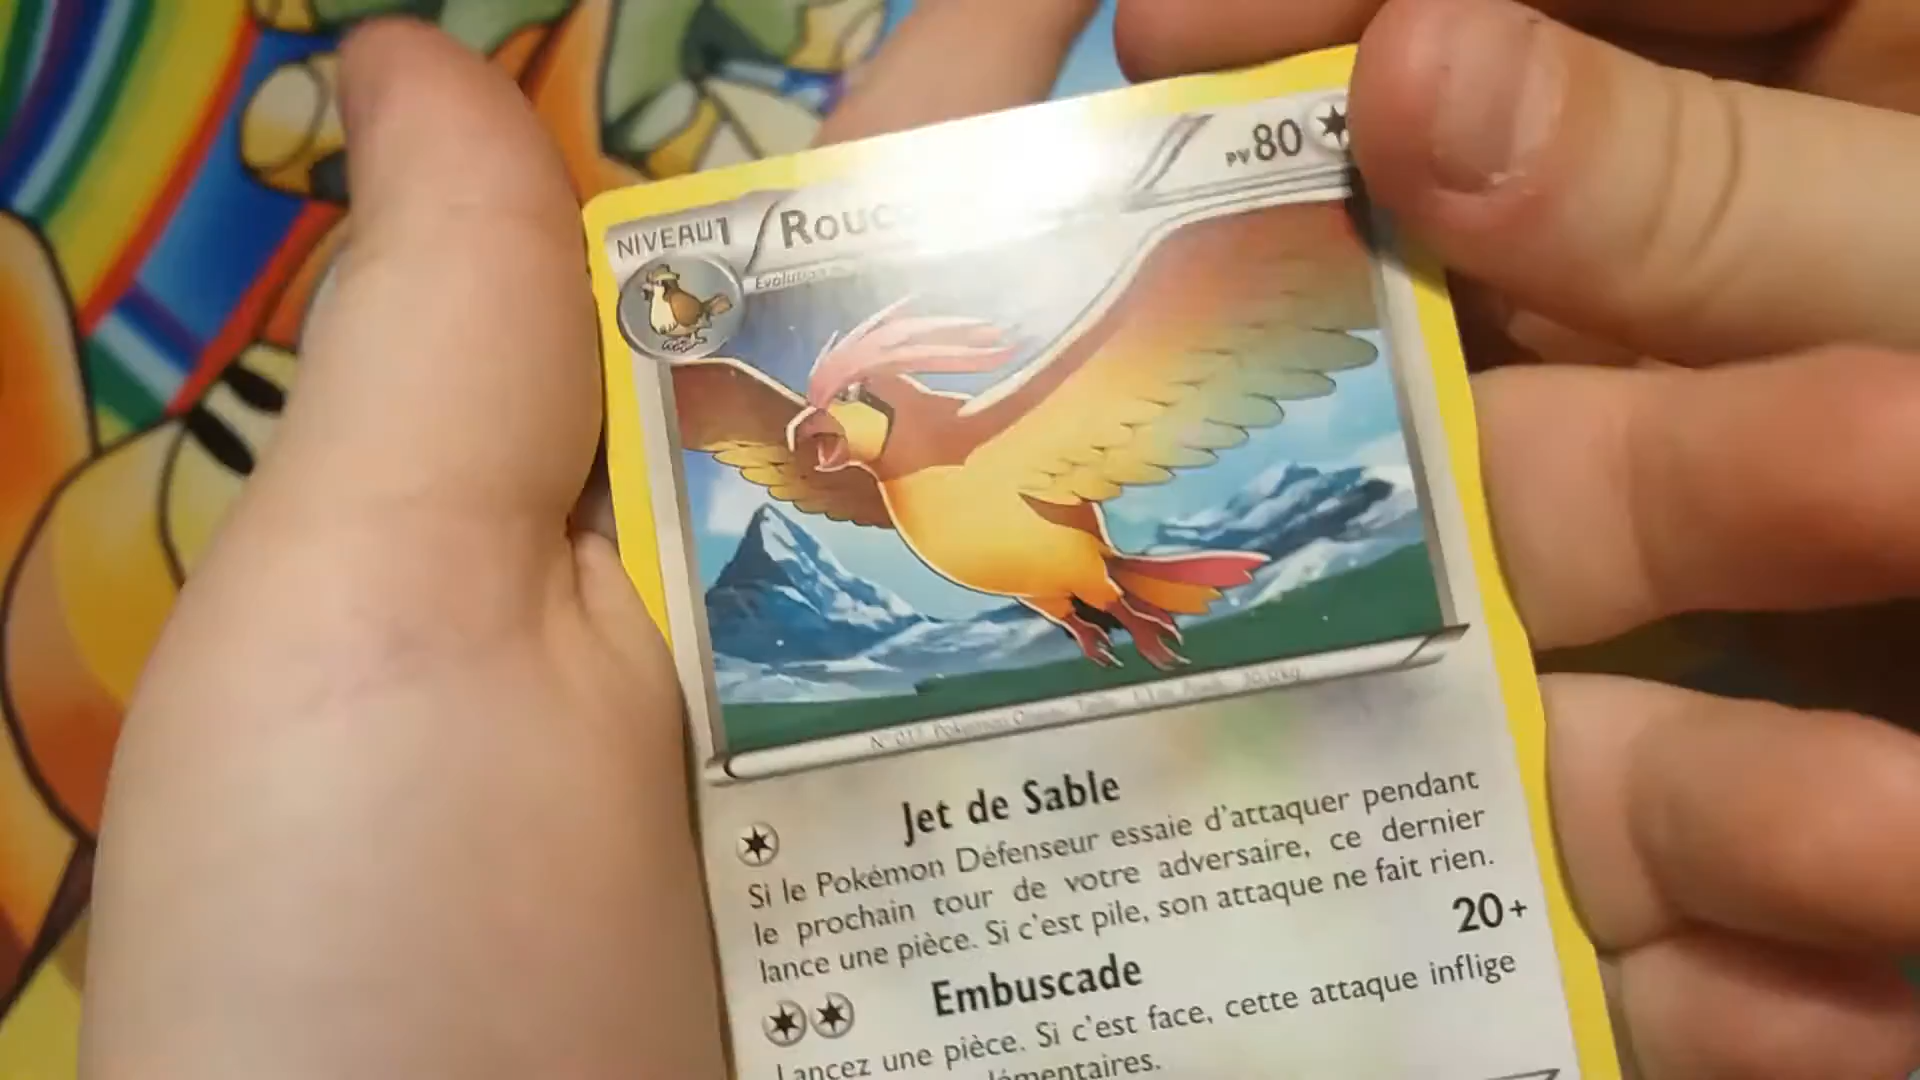 NIVEAU 1
PV 80
Jet de Sable
Si le Pokémon Défenseur essaie d'attaquer pendant
le prochain tour de votre adversaire, ce dernier
lance une pièce. Si c'est pile, son attaque ne fait rien.
Embuscade 20+
Lancez une pièce. Si c'est face, cette attaque inflige